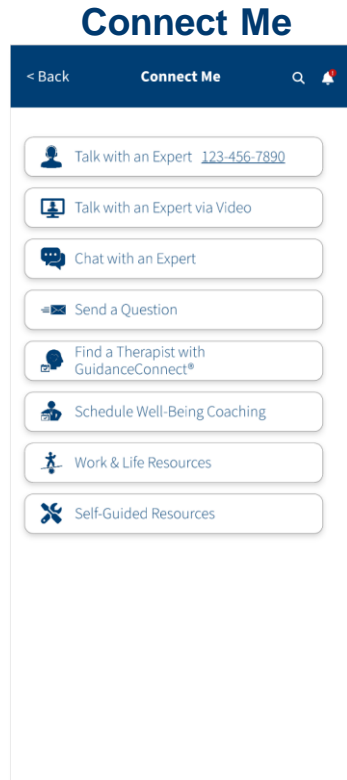 Connect Me
< Back Connect Me
Talk with an Expert 123-456-7890
Talk with an Expert via Video
Chat with an Expert
Send a Question
Find a Therapist with
GuidanceConnect®
Schedule Well-Being Coaching
Work & Life Resources
Self-Guided Resources